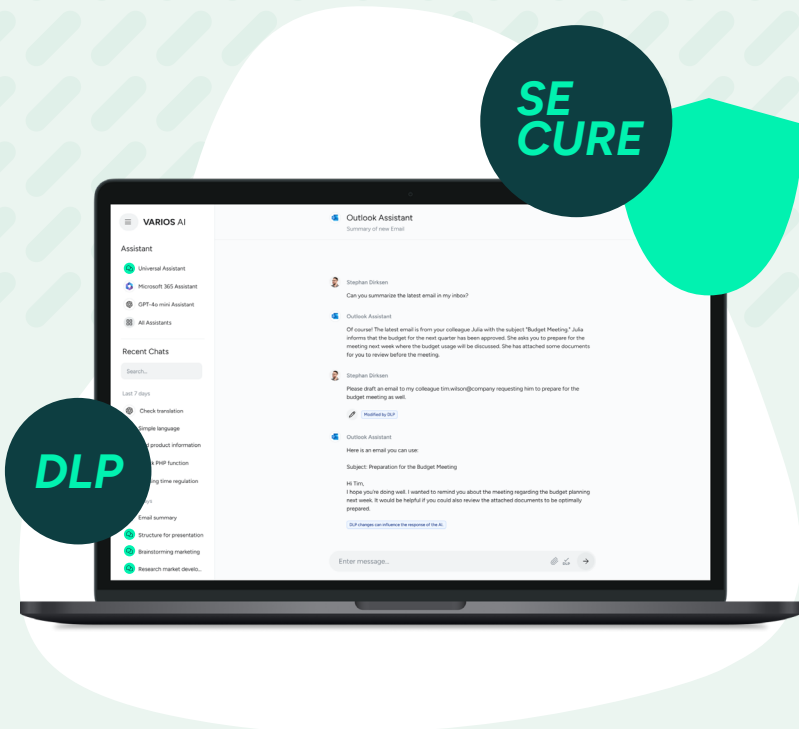 SE
CURE
VARIOS AI
Assistant
Universal Assistant
Microsoft 365 Assistant
GPT-4o mini Assistant
All Assistants
Recent Chats
Search...
Last 7 days
Check translation
Simple language
product information
PHP function
time regulation
Email summary
Structure for presentation
Brainstorming marketing
Research market develo...
DLP
Outlook Assistant
Summary of new Email
Stephan Dirksen
Can you summarize the latest email in my inbox?
Outlook Assistant
Of course! The latest email is from your colleague Julia with the subject "Budget Meeting." Julia
informs that the budget for the next quarter has been approved. She asks you to prepare for the
meeting next week where the budget usage will be discussed. She has attached some documents
for you to review before the meeting.
Stephan Dirksen
Please draft an email to my colleague tim.wilson@company requesting him to prepare for the
budget meeting as well.
Modified by DLP
Outlook Assistant
Here is an email you can use:
Subject: Preparation for the Budget Meeting
Hi Tim,
I hope you're doing well. I wanted to remind you about the meeting regarding the budget planning
next week. It would be helpful if you could also review the attached documents to be optimally
prepared.
DLP changes can influence the response of the AI.
Enter message...